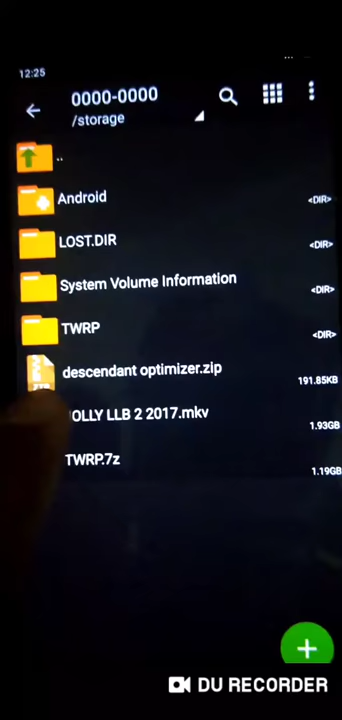 12:25
0000-0000
/storage
..
Android
<DIR>
LOST.DIR
<DIR>
System Volume Information
<DIR>
TWRP
<DIR>
descendant optimizer.zip
191.85KB
OLLY LLB 2 2017.mkv
1.93GB
TWRP.7z
1.19GB
DU RECORDER